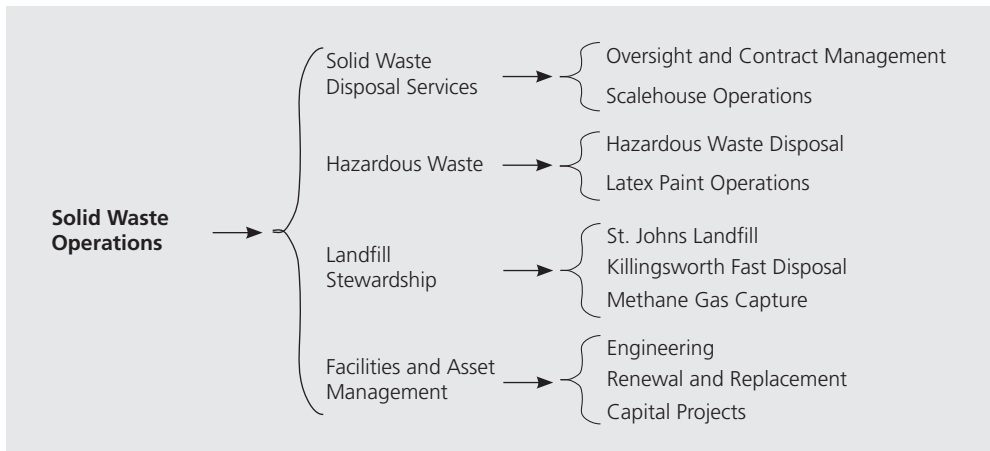 Solid Waste
Operations
Solid Waste
Disposal Services
Oversight and Contract Management
Scalehouse Operations
Hazardous Waste
Hazardous Waste Disposal
Latex Paint Operations
Landfill
Stewardship
St. Johns Landfill
Killingsworth Fast Disposal
Methane Gas Capture
Facilities and Asset
Management
Engineering
Renewal and Replacement
Capital Projects